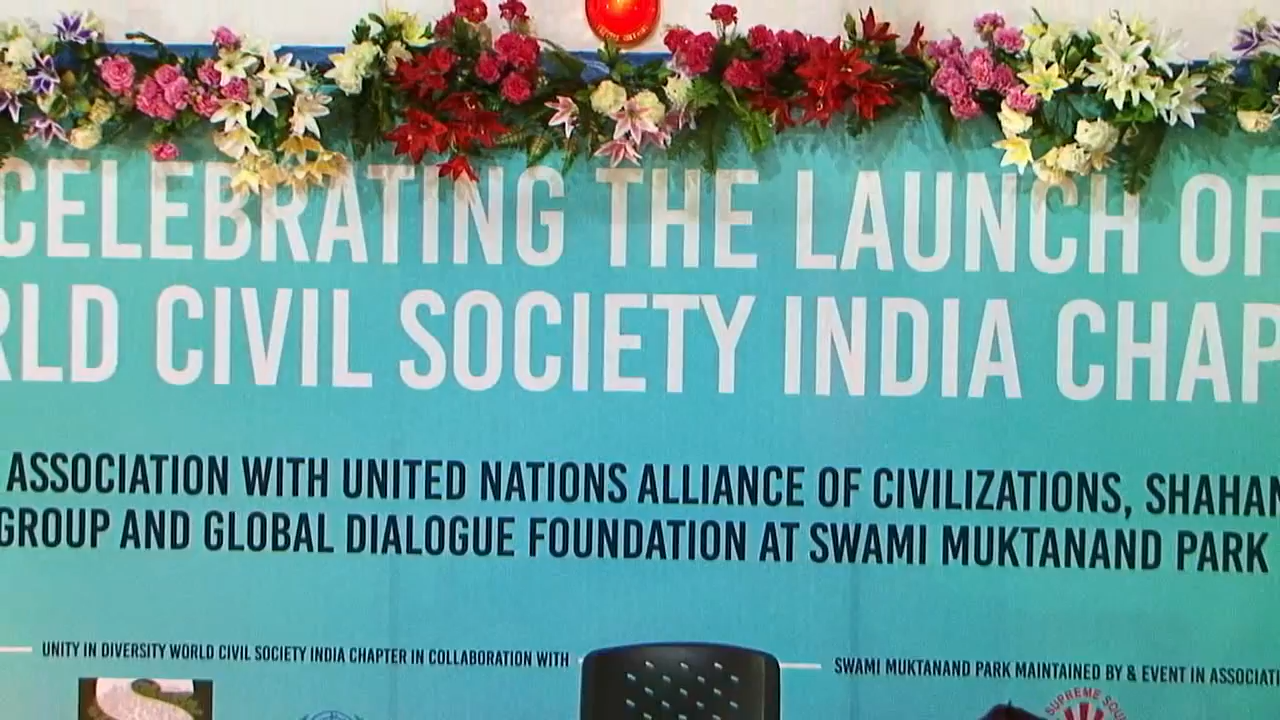 CELEBRATING THE LAUNCH OF
RLD CIVIL SOCIETY INDIA CHAP
ASSOCIATION WITH UNITED NATIONS ALLIANCE OF CIVILIZATIONS, SHAHAN
GROUP AND GLOBAL DIALOGUE FOUNDATION AT SWAMI MUKTANAND PARK
UNITY IN DIVERSITY WORLD CIVIL SOCIETY INDIA CHAPTER IN COLLABORATION WITH
SWAMI MUKTANAND PARK MAINTAINED BY & EVENT IN ASSOCIATI
S
SUPREME SOU